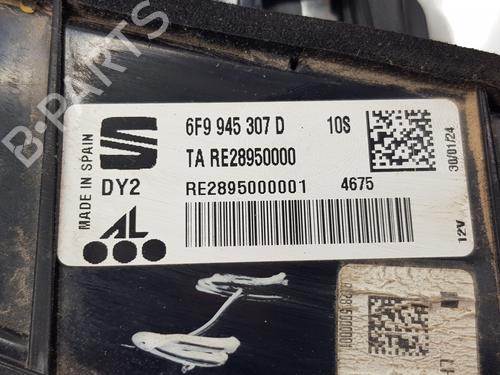 6F9 945 307 D 10S
TA RE28950000
RE2895000001 4675
MADE IN SPAIN
DY2
AL
30/01/24
12V
B-PARTS